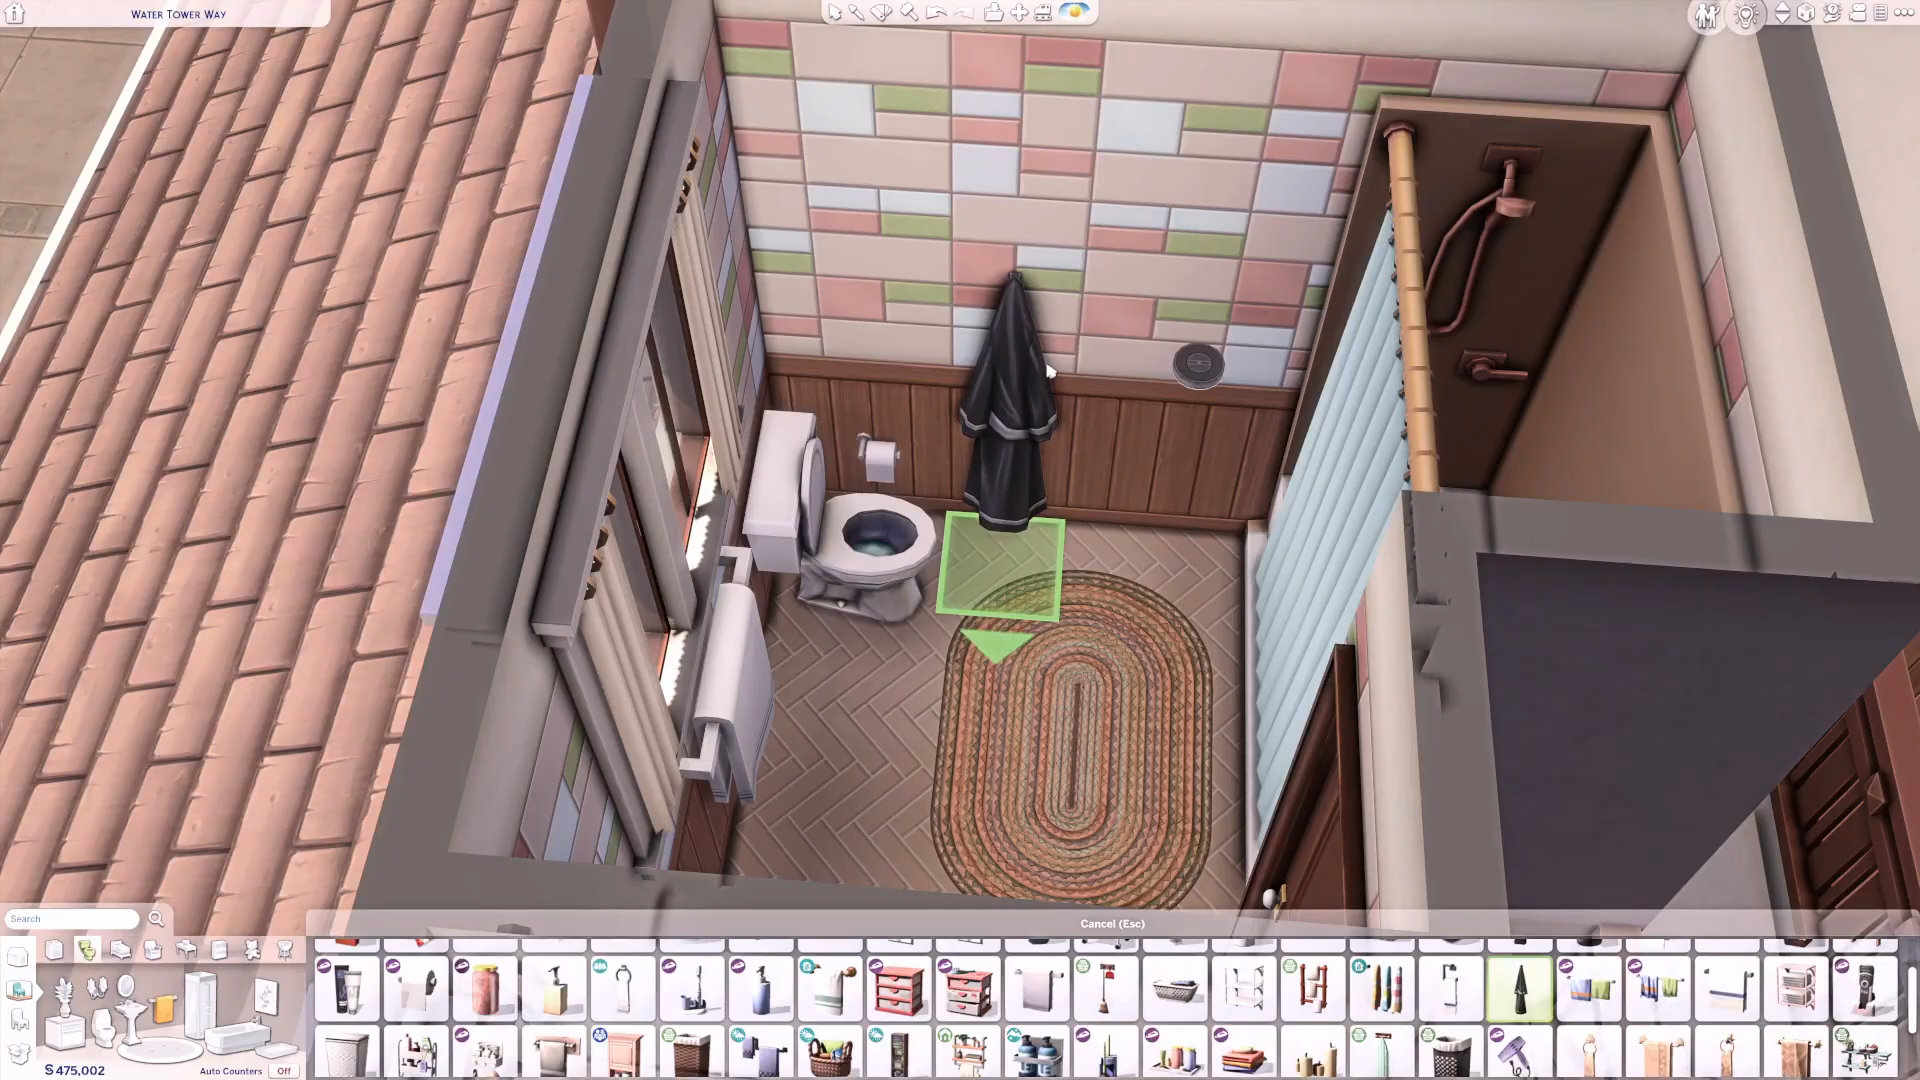 WATER TOWER WAY
Cancel (Esc)
Search
§475,002
Auto Counters
Off